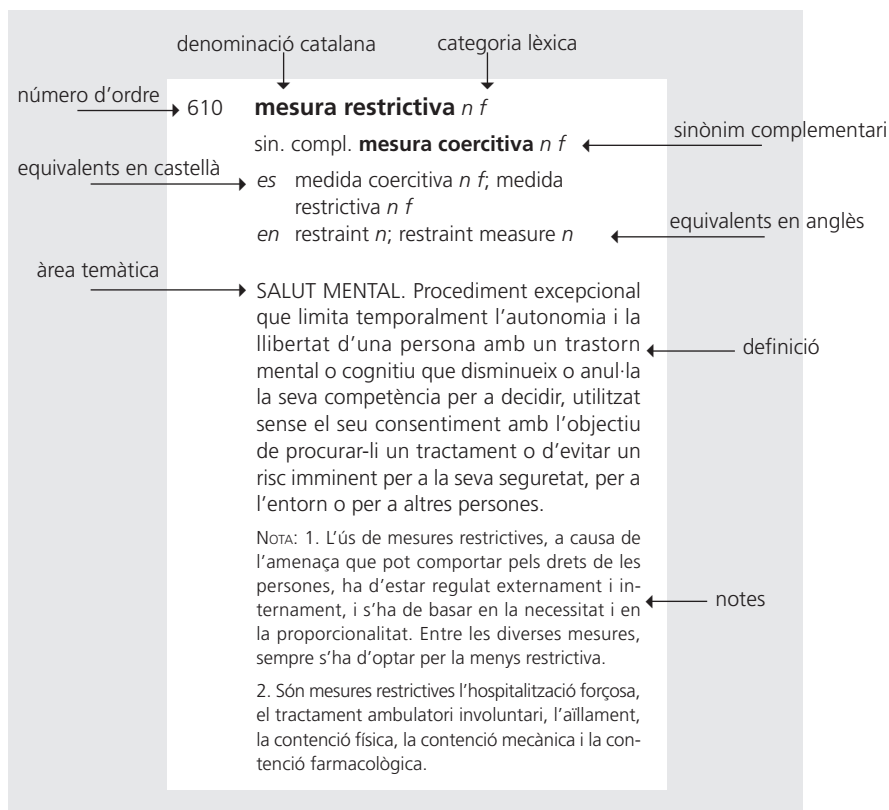 denominació catalana
categoria lèxica
número d'ordre
610 mesura restrictiva n f
sin. compl. mesura coercitiva n f
sinònim complementari
equivalents en castellà
es medida coercitiva n f; medida
restrictiva n f
en restraint n; restraint measure n
equivalents en anglès
àrea temàtica
SALUT MENTAL. Procediment excepcional
que limita temporalment l'autonomia i la
llibertat d'una persona amb un trastorn
mental o cognitiu que disminueix o anul·la
la seva competència per a decidir, utilitzat
sense el seu consentiment amb l'objectiu
de procurar-li un tractament o d'evitar un
risc imminent per a la seva seguretat, per a
l'entorn o per a altres persones.
definició
NOTA: 1. L'ús de mesures restrictives, a causa de
l'amenaça que pot comportar pels drets de les
persones, ha d'estar regulat externament i in-
ternament, i s'ha de basar en la necessitat i en
la proporcionalitat. Entre les diverses mesures,
sempre s'ha d'optar per la menys restrictiva.
notes
2. Són mesures restrictives l'hospitalització forçosa,
el tractament ambulatori involuntari, l'aïllament,
la contenció física, la contenció mecànica i la con-
tenció farmacològica.